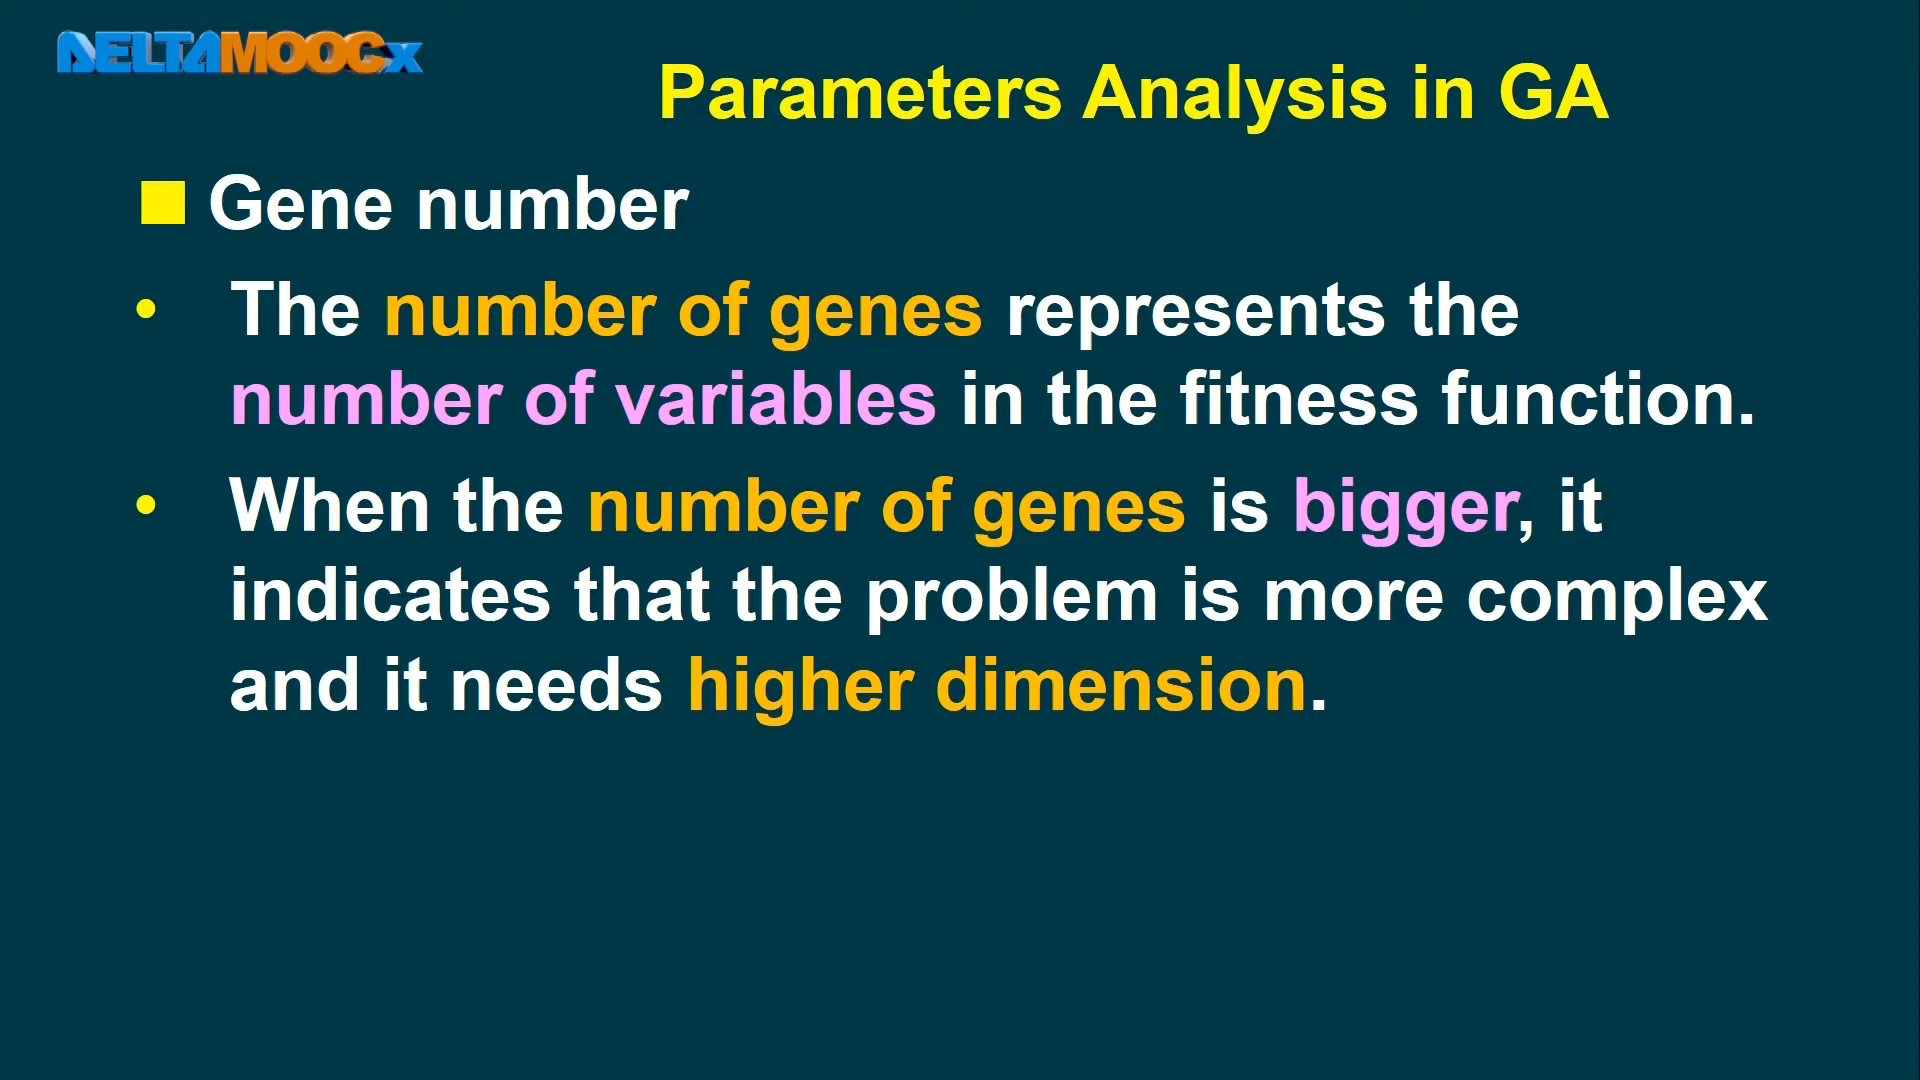 DELTAMOOCx
Parameters Analysis in GA
Gene number
• The number of genes represents the
number of variables in the fitness function.
• When the number of genes is bigger, it
indicates that the problem is more complex
and it needs higher dimension.